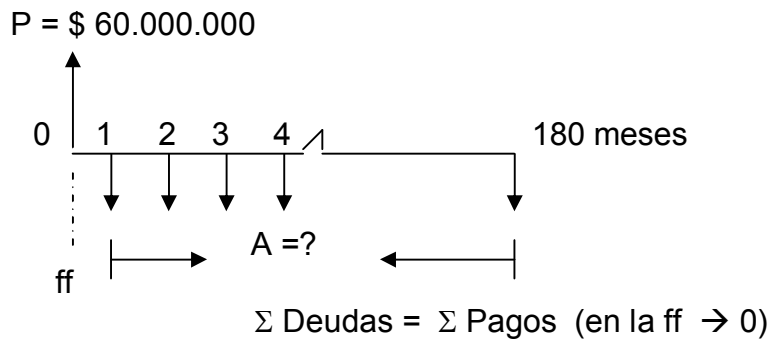 P = $ 60.000.000
0 1 2 3 4 180 meses
A =?
ff
Σ Deudas = Σ Pagos (en la ff → 0)